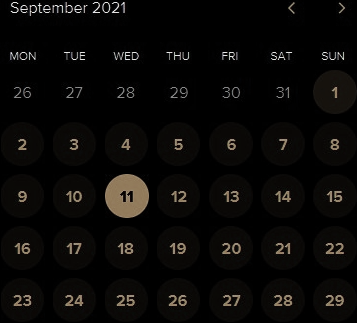 September 2021 < >
MON TUE WED THU FRI SAT SUN
26 27 28 29 30 31 1
2 3 4 5 6 7 8
9 10 11 12 13 14 15
16 17 18 19 20 21 22
23 24 25 26 27 28 29